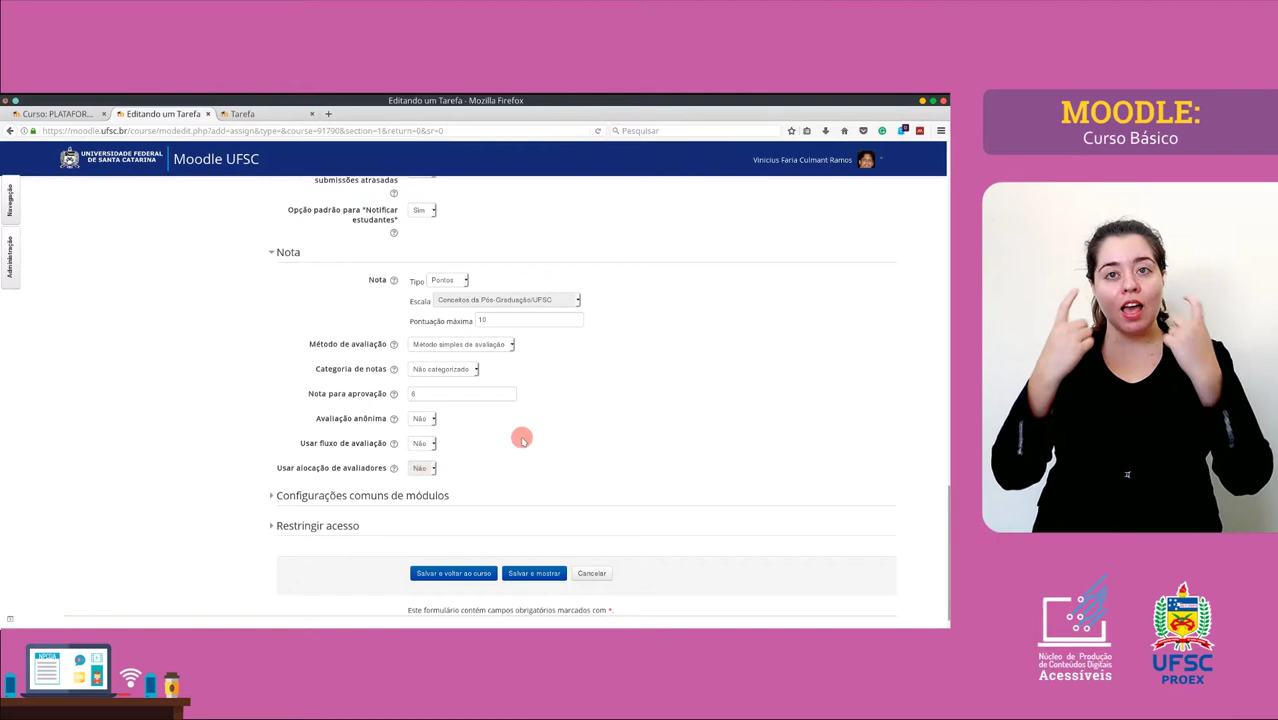 Editando um Tarefa - Mozilla Firefox
Curso: PLATAFOR...
Editando um Tarefa
Tarefa
https://moodle.ufsc.br/course/modedit.php?add=assign&type=&course=91790&section=1&return=0&sr=0
Pesquisar
UNIVERSIDADE FEDERAL
DE SANTA CATARINA
Moodle UFSC
Vinicius Faria Culmant Ramos
Navegação
Administração
submissões atrasadas
Opção padrão para "Notificar
estudantes"
Sim
Nota
Nota
Tipo
Pontos
Escala
Conceitos da Pós-Graduação/UFSC
Pontuação máxima
10
Método de avaliação
Método simples de avaliação
Categoria de notas
Não categorizado
Nota para aprovação
6
Avaliação anônima
Não
Usar fluxo de avaliação
Não
Usar alocação de avaliadores
Não
Configurações comuns de módulos
Restringir acesso
Salvar e voltar ao curso
Salvar e mostrar
Cancelar
Este formulário contém campos obrigatórios marcados com *.
MOODLE:
Curso Básico
Núcleo de Produção
de Conteúdos Digitais
Acessíveis
UFSC
PROEX